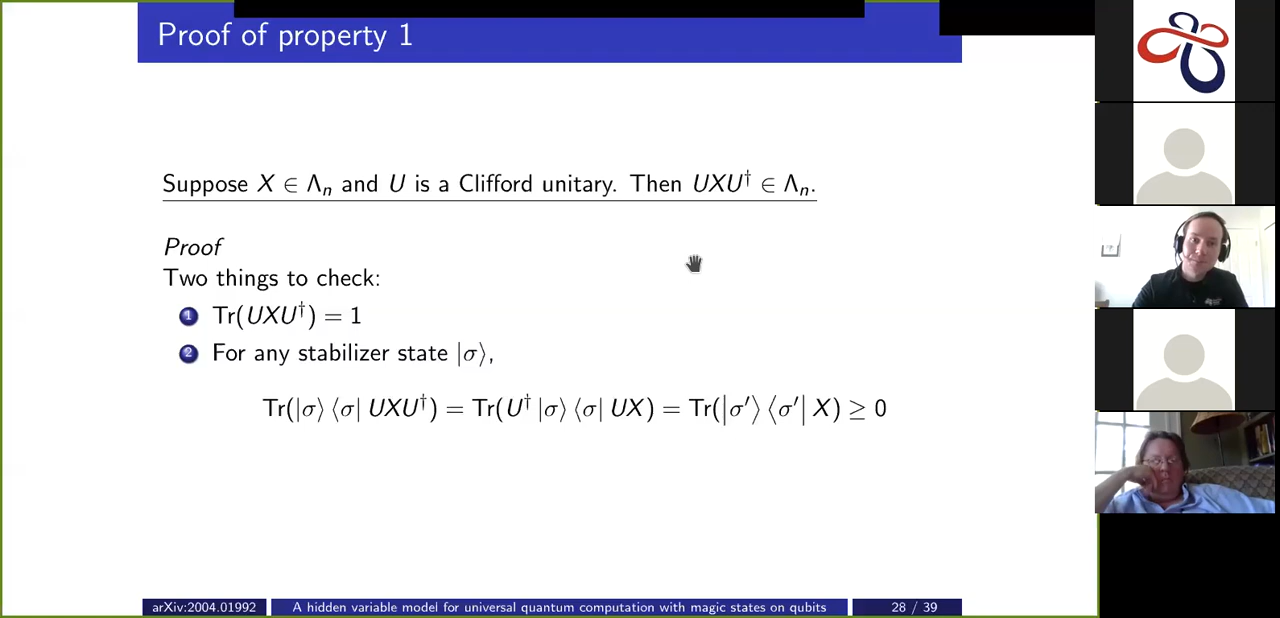 Proof of property 1
Suppose X ∈ Λₙ and U is a Clifford unitary. Then UXU† ∈ Λₙ.
Proof
Two things to check:
1 Tr(UXU†) = 1
2 For any stabilizer state |σ⟩,
Tr(|σ⟩ ⟨σ| UXU†) = Tr(U† |σ⟩ ⟨σ| UX) = Tr(|σ′⟩ ⟨σ′| X) ≥ 0
arXiv:2004.01992 A hidden variable model for universal quantum computation with magic states on qubits 28 / 39